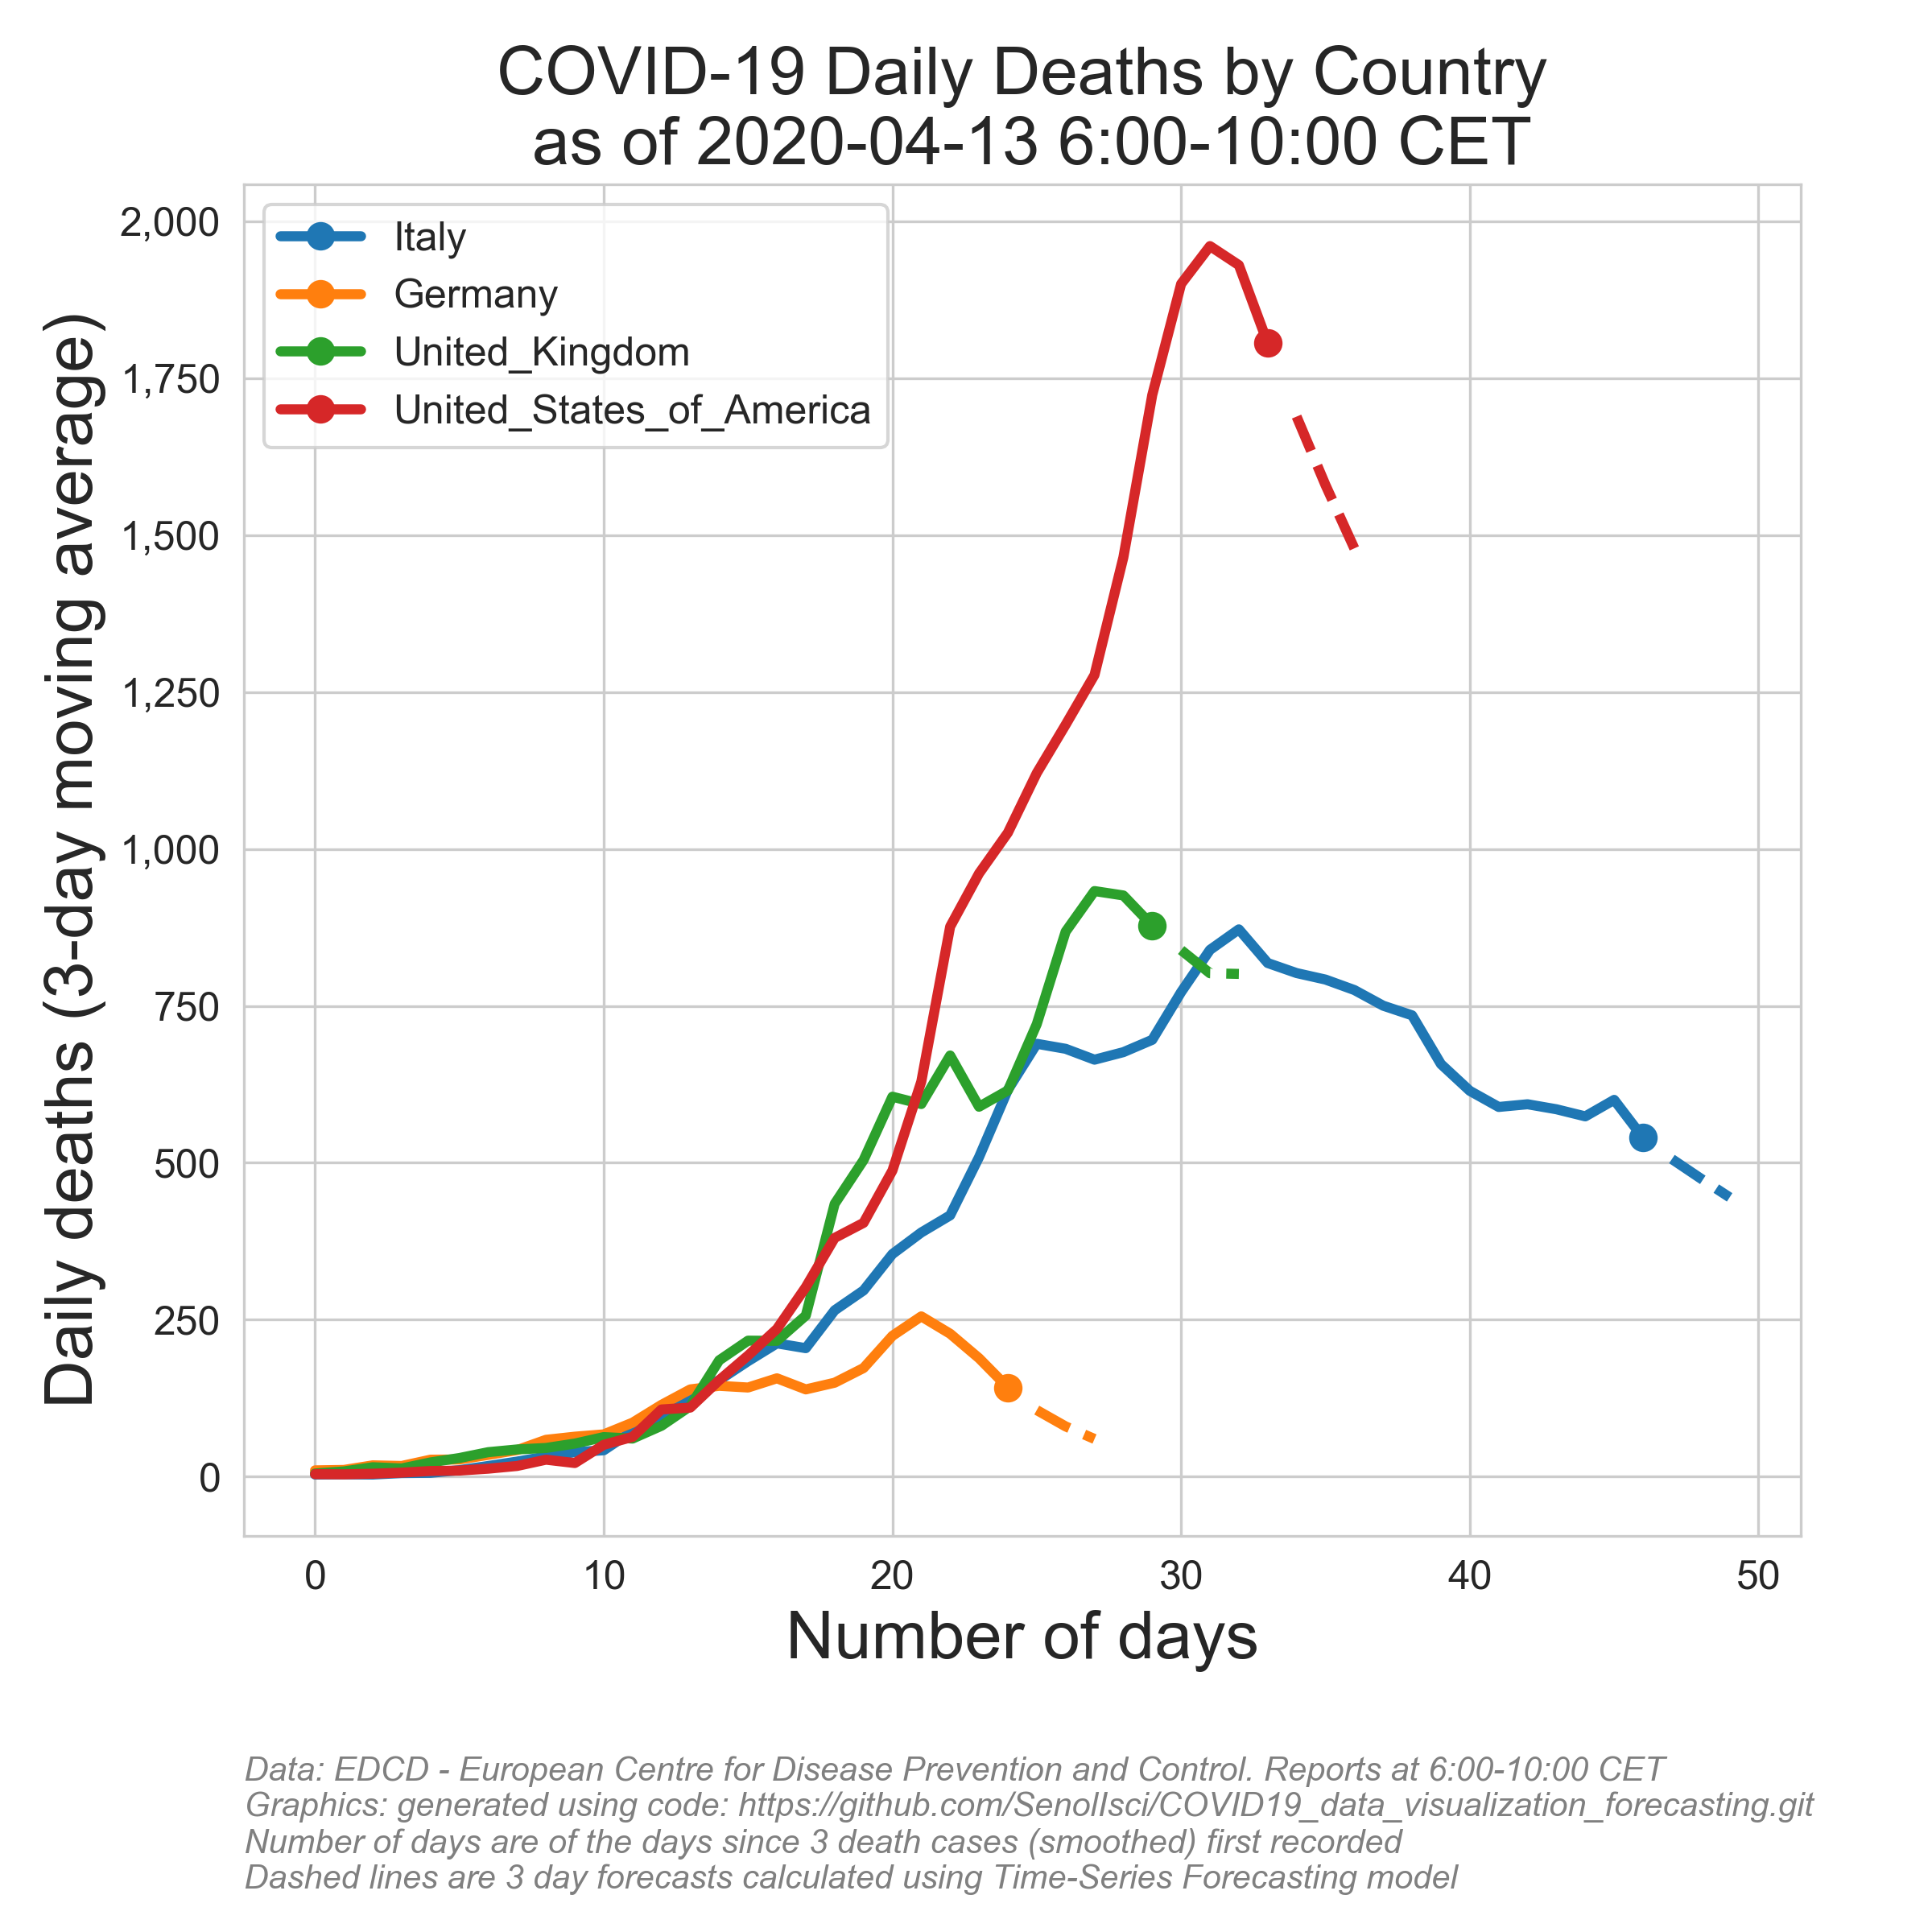 COVID-19 Daily Deaths by Country
as of 2020-04-13 6:00-10:00 CET
Daily deaths (3-day moving average)
2,000
1,750
1,500
1,250
1,000
750
500
250
0
Italy
Germany
United_Kingdom
United_States_of_America
0 10 20 30 40 50
Number of days
Data: EDCD - European Centre for Disease Prevention and Control. Reports at 6:00-10:00 CET
Graphics: generated using code: https://github.com/SenolIsci/COVID19_data_visualization_forecasting.git
Number of days are of the days since 3 death cases (smoothed) first recorded
Dashed lines are 3 day forecasts calculated using Time-Series Forecasting model